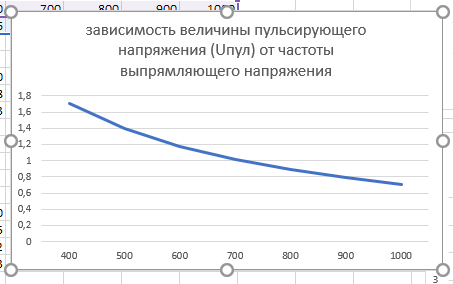 700 800 900 1000
зависимость величины пульсирующего
напряжения (Uпул) от частоты
выпрямляющего напряжения
1,8
1,6
1,4
1,2
1
0,8
0,6
0,4
0,2
0
400 500 600 700 800 900 1000
3